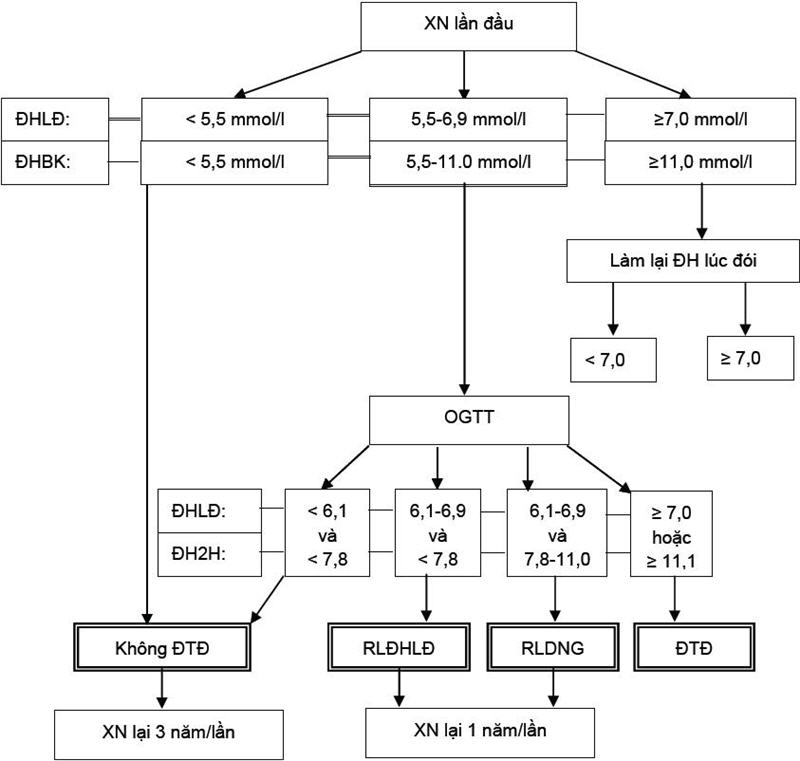 XN lần đầu
ĐHLĐ: < 5,5 mmol/l 5,5-6,9 mmol/l ≥7,0 mmol/l
ĐHBK: < 5,5 mmol/l 5,5-11.0 mmol/l ≥11,0 mmol/l
Làm lại ĐH lúc đói
< 7,0 ≥ 7,0
OGTT
ĐHLĐ: < 6,1 6,1-6,9 6,1-6,9 ≥ 7,0
và và và hoặc
ĐH2H: < 7,8 < 7,8 7,8-11,0 ≥ 11,1
Không ĐTĐ RLĐHLĐ RLDNG ĐTĐ
XN lại 3 năm/lần XN lại 1 năm/lần